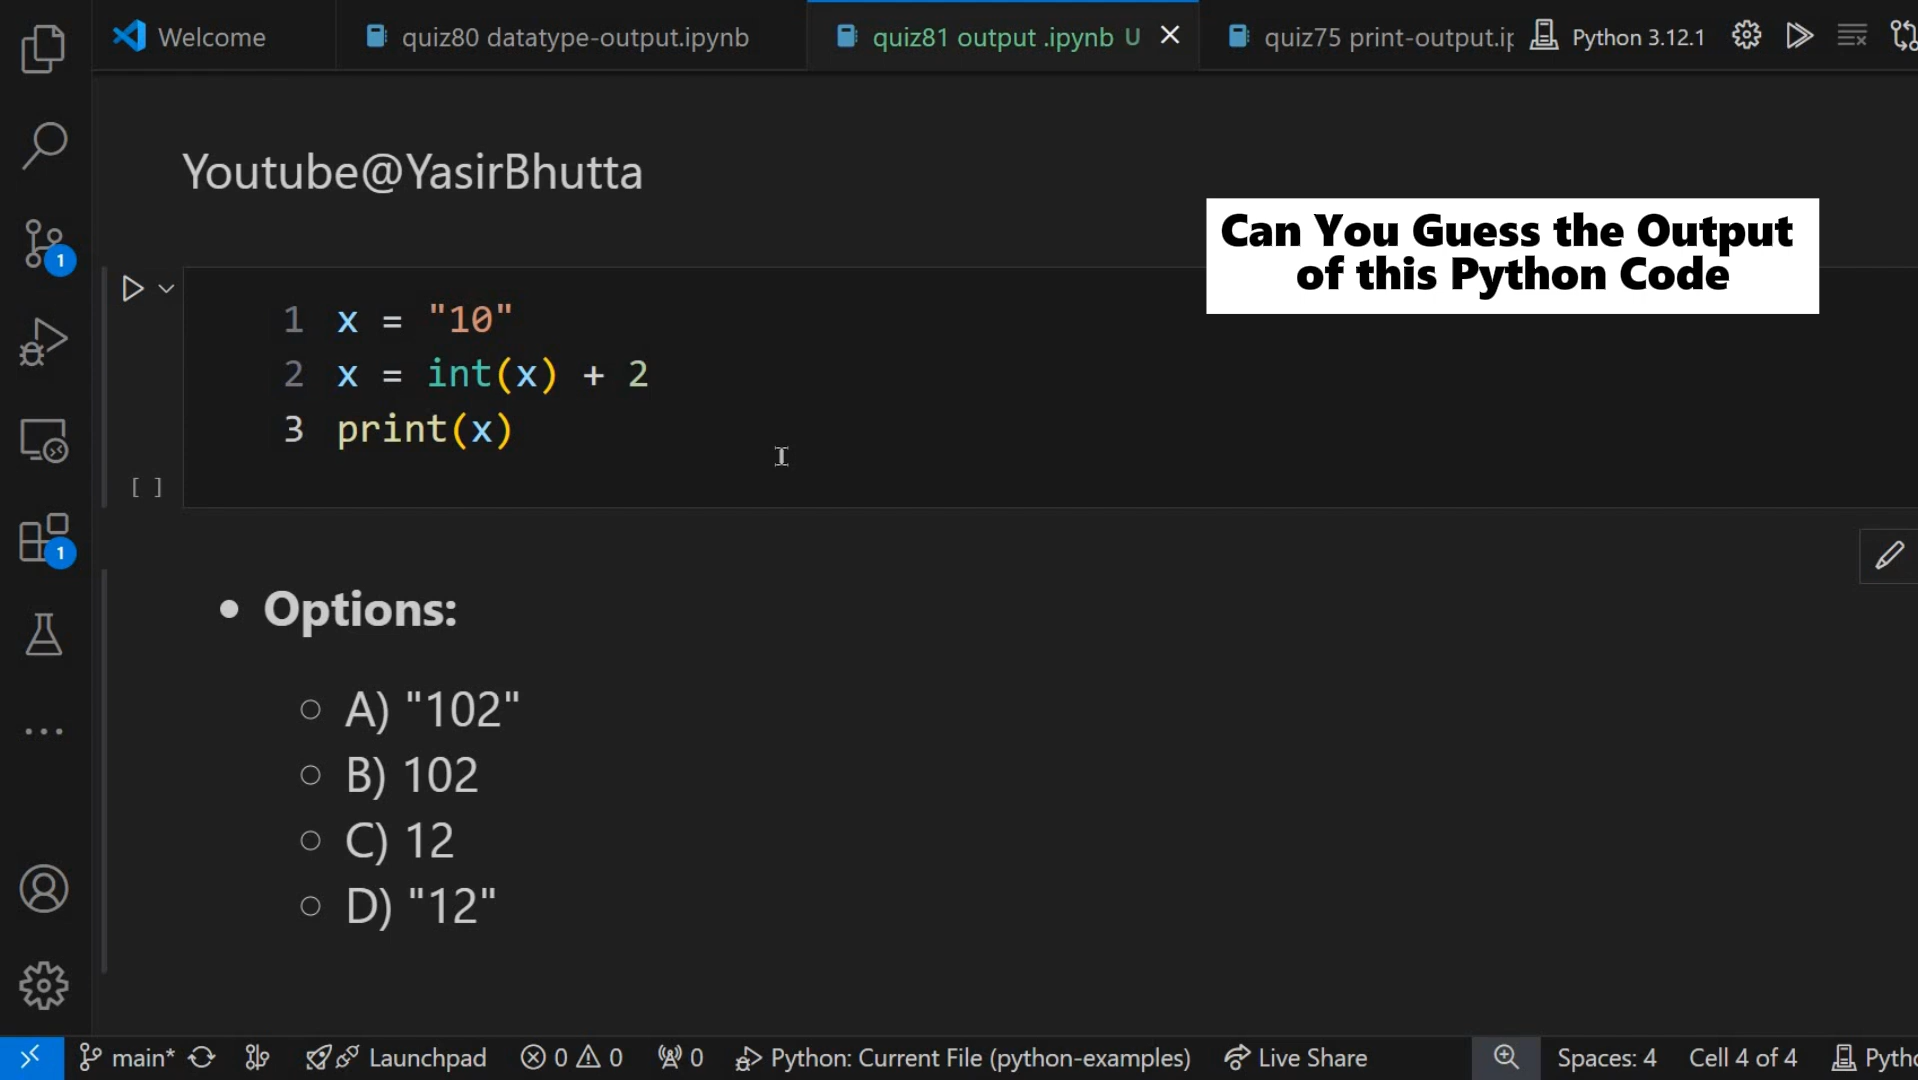 Welcome
quiz80 datatype-output.ipynb
quiz81 output .ipynb U
quiz75 print-output.ip
Python 3.12.1
Youtube@YasirBhutta
Can You Guess the Output
of this Python Code
1 x = "10"
2 x = int(x) + 2
3 print(x)
[ ]
1
1
Options:
A) "102"
B) 102
C) 12
D) "12"
main* Launchpad 0 0 0 Python: Current File (python-examples) Live Share Spaces: 4 Cell 4 of 4 Pytho